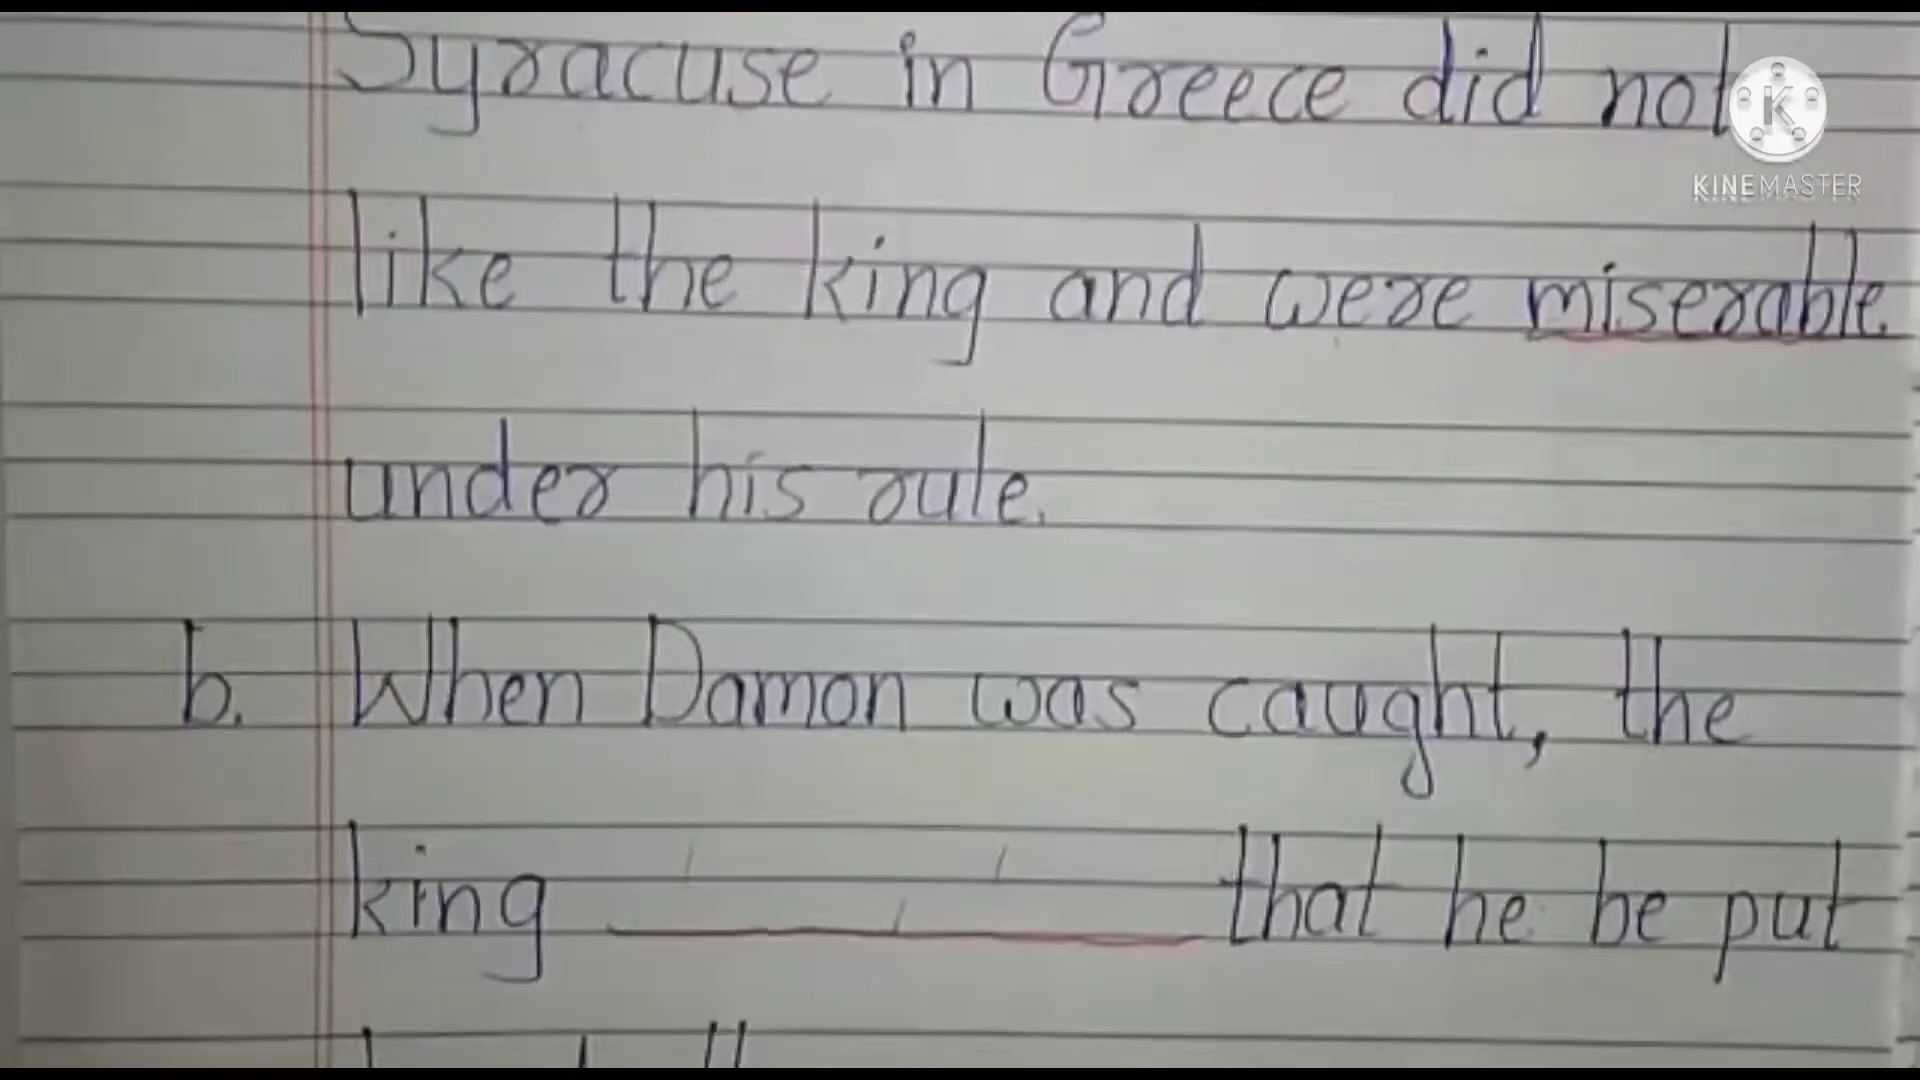 Syracuse in Greece did not
like the king and were miserable
under his rule.
b. When Damon was caught, the
king ______ that he be put
KINEMASTER